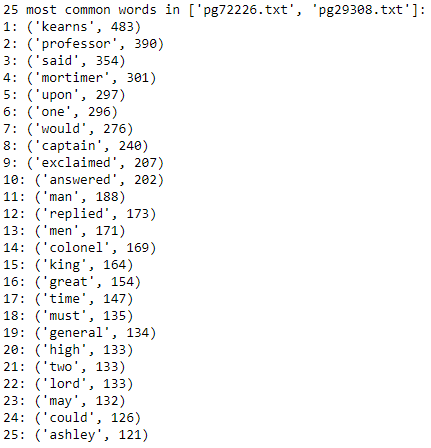 25 most common words in ['pg72226.txt', 'pg29308.txt']:
1: ('kearns', 483)
2: ('professor', 390)
3: ('said', 354)
4: ('mortimer', 301)
5: ('upon', 297)
6: ('one', 296)
7: ('would', 276)
8: ('captain', 240)
9: ('exclaimed', 207)
10: ('answered', 202)
11: ('man', 188)
12: ('replied', 173)
13: ('men', 171)
14: ('colonel', 169)
15: ('king', 164)
16: ('great', 154)
17: ('time', 147)
18: ('must', 135)
19: ('general', 134)
20: ('high', 133)
21: ('two', 133)
22: ('lord', 133)
23: ('may', 132)
24: ('could', 126)
25: ('ashley', 121)